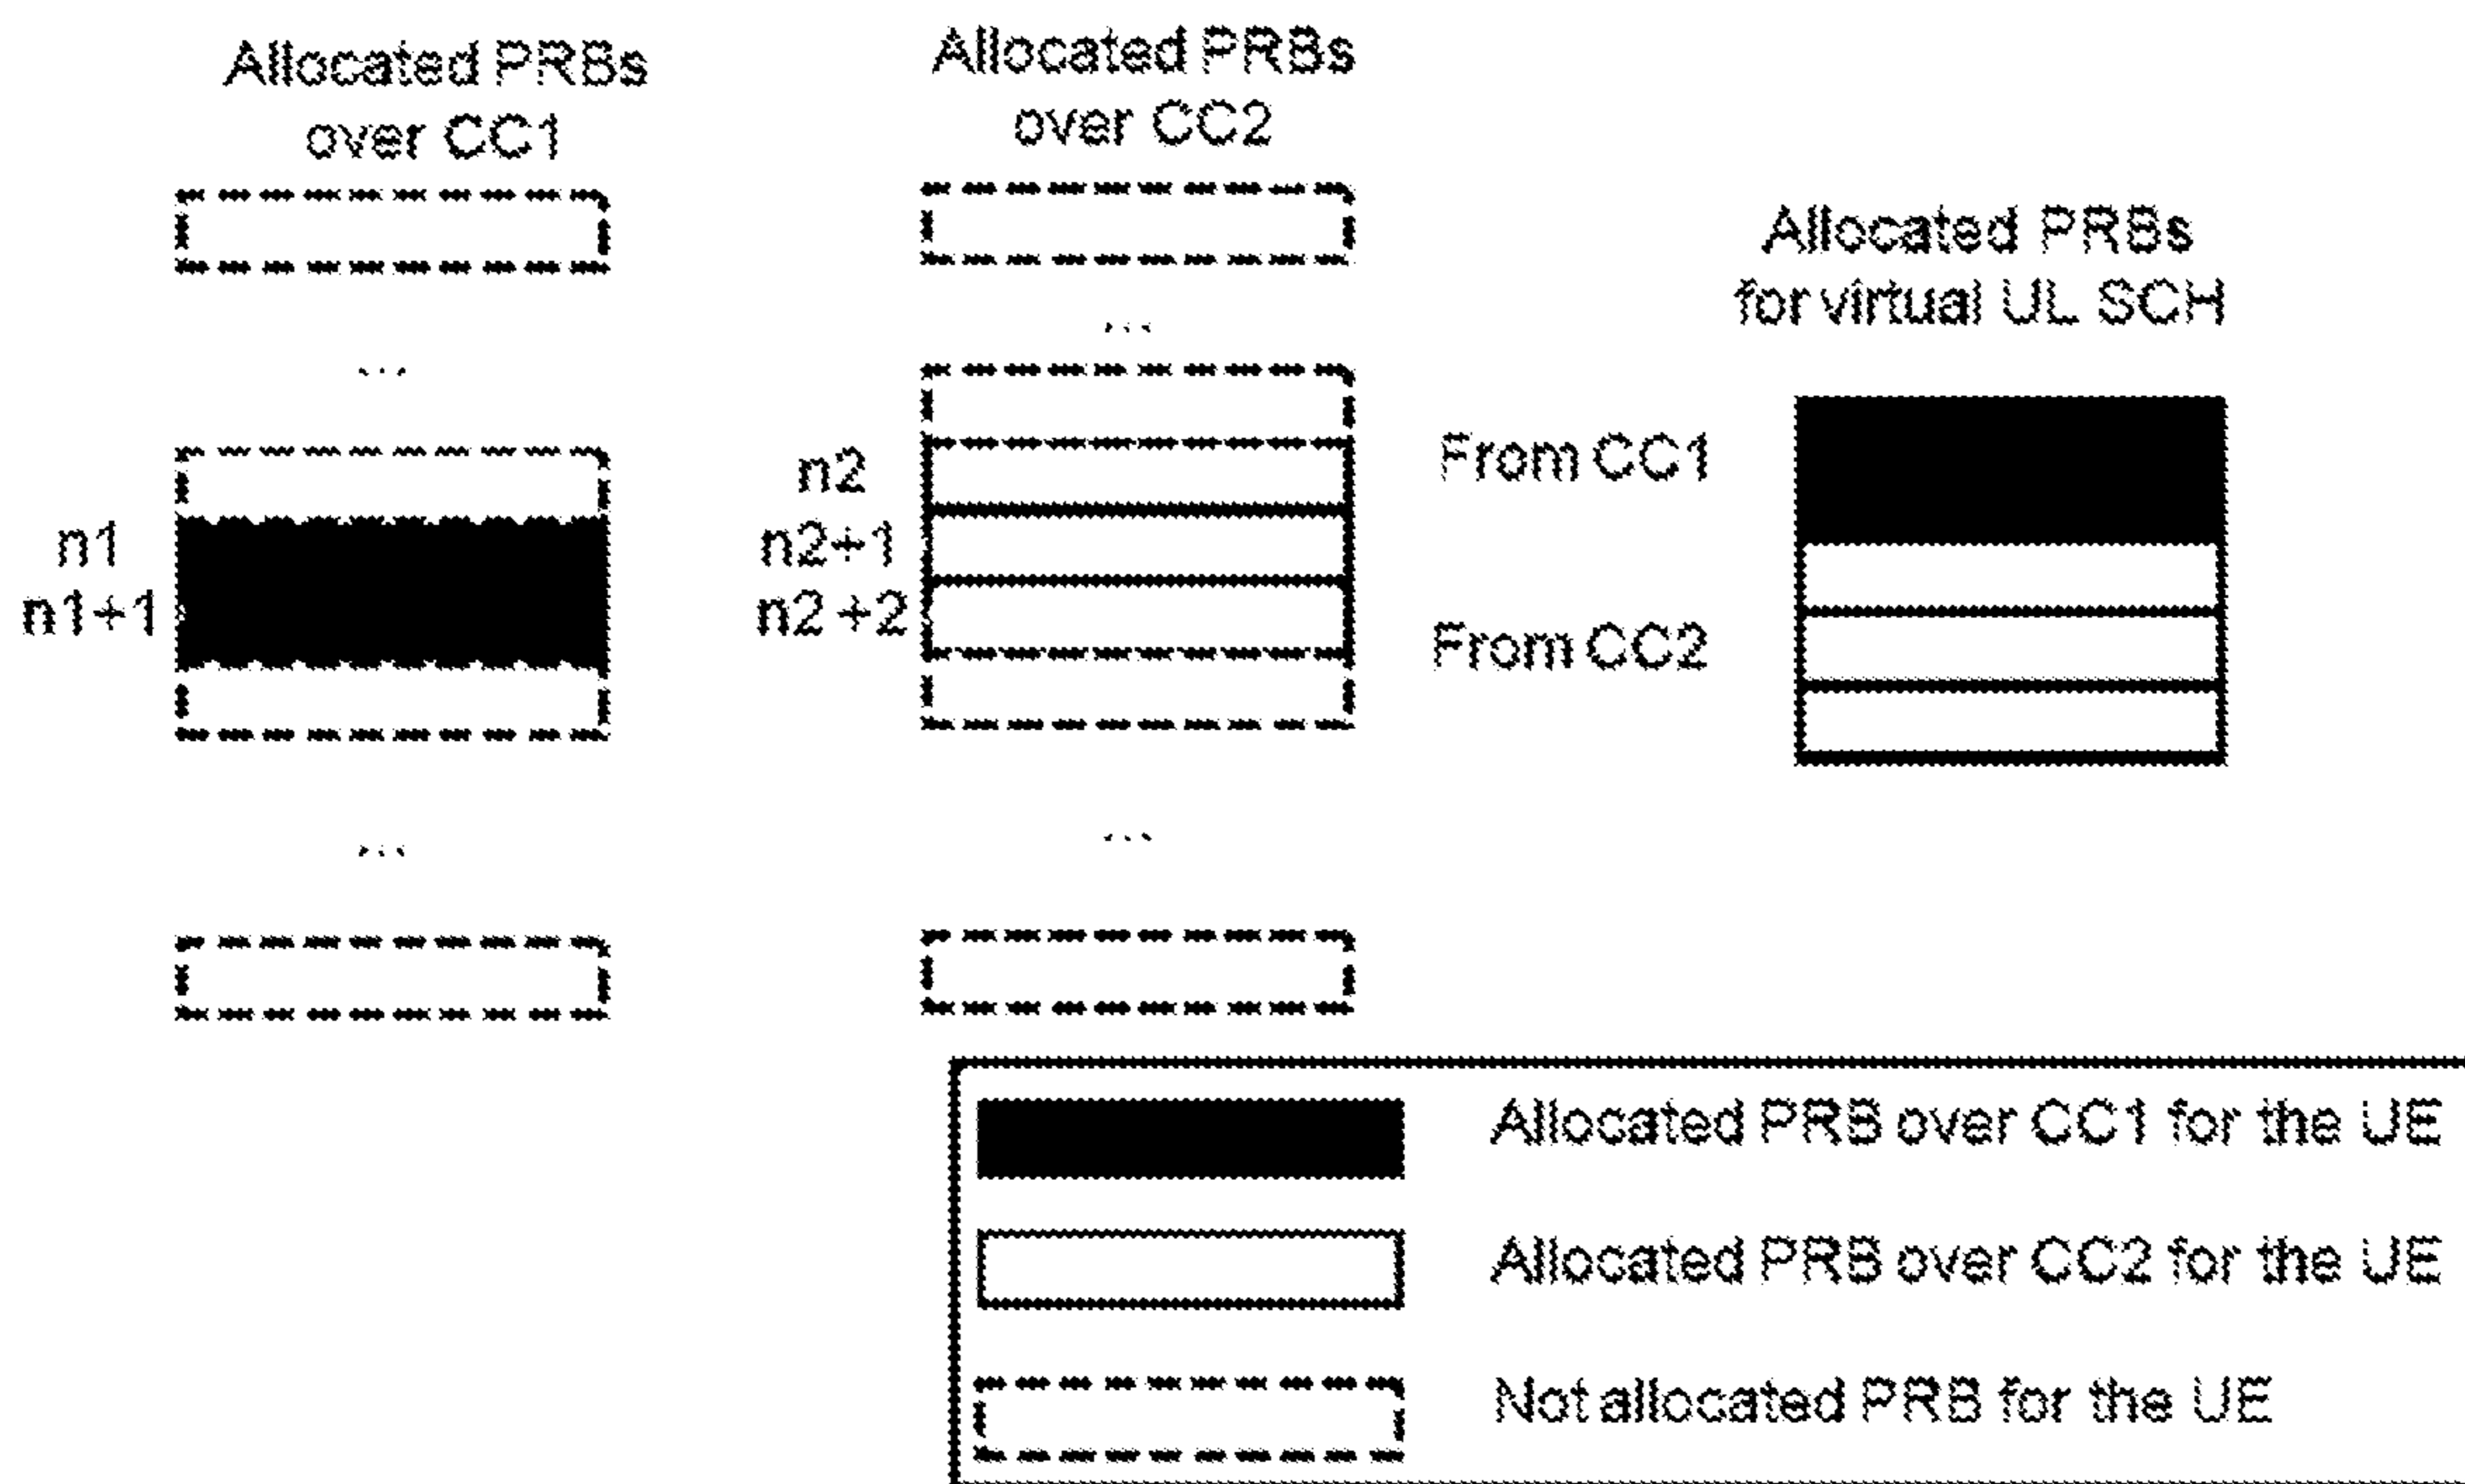 Allocated PRBs
over CC1
Allocated PRBs
over CC2
Allocated PRBs
for virtual UL SCH
...
...
n1
n1+1
n2
n2+1
n2+2
From CC1
From CC2
...
...
Allocated PRB over CC1 for the UE
Allocated PRB over CC2 for the UE
Not allocated PRB for the UE